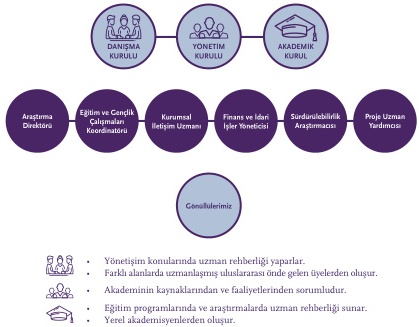 DANIŞMA
KURULU
YÖNETİM
KURULU
AKADEMİK
KURUL
Araştırma
Direktörü
Eğitim ve Gençlik
Çalışmaları
Koordinatörü
Kurumsal
İletişim Uzmanı
Finans ve İdari
İşler Yöneticisi
Sürdürülebilirlik
Araştırmacısı
Proje Uzman
Yardımcısı
Gönüllülerimiz
• Yönetişim konularında uzman rehberliği yaparlar.
• Farklı alanlarda uzmanlaşmış uluslararası önde gelen üyelerden oluşur.
• Akademinin kaynaklarından ve faaliyetlerinden sorumludur.
• Eğitim programlarında ve araştırmalarda uzman rehberliği sunar.
• Yerel akademisyenlerden oluşur.